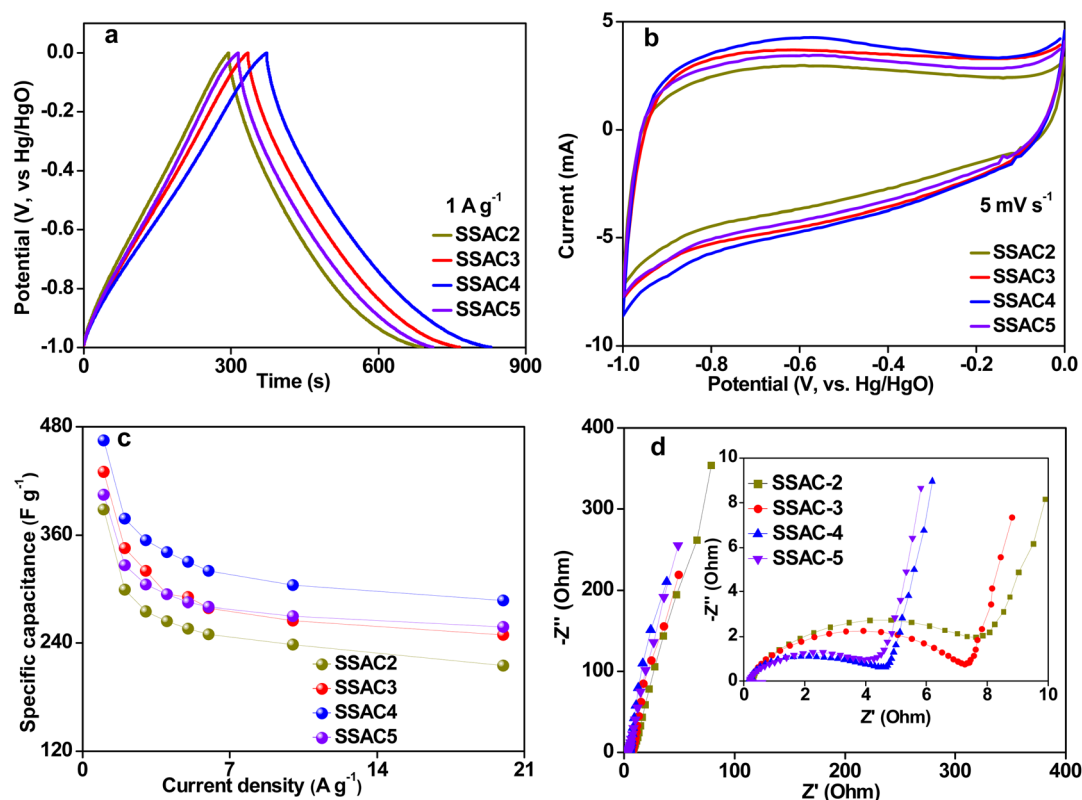 a
Potential (V, vs Hg/HgO)
0.0
-0.2
-0.4
-0.6
-0.8
-1.0
0
300
600
900
Time (s)
1 A g⁻¹
SSAC2
SSAC3
SSAC4
SSAC5
b
Current (mA)
5
0
-5
-10
-1.0
-0.8
-0.6
-0.4
-0.2
0.0
Potential (V, vs. Hg/HgO)
5 mV s⁻¹
SSAC2
SSAC3
SSAC4
SSAC5
c
Specific capacitance (F g⁻¹)
480
360
240
120
0
7
14
21
Current density (A g⁻¹)
SSAC2
SSAC3
SSAC4
SSAC5
d
-Z'' (Ohm)
400
300
200
100
0
0
100
200
300
400
Z' (Ohm)
SSAC-2
SSAC-3
SSAC-4
SSAC-5
-Z'' (Ohm)
10
8
6
4
2
0
0
2
4
6
8
10
Z' (Ohm)